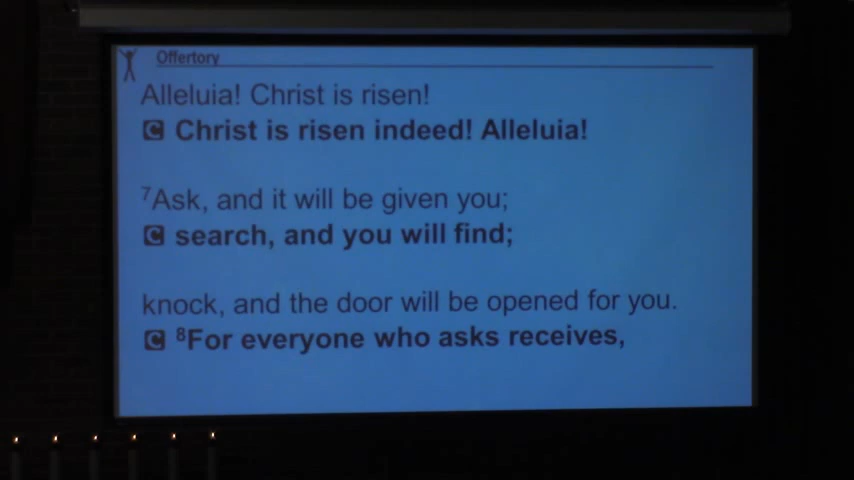 Offertory
Alleluia! Christ is risen!
C Christ is risen indeed! Alleluia!
7Ask, and it will be given you;
C search, and you will find;
knock, and the door will be opened for you.
C 8For everyone who asks receives,